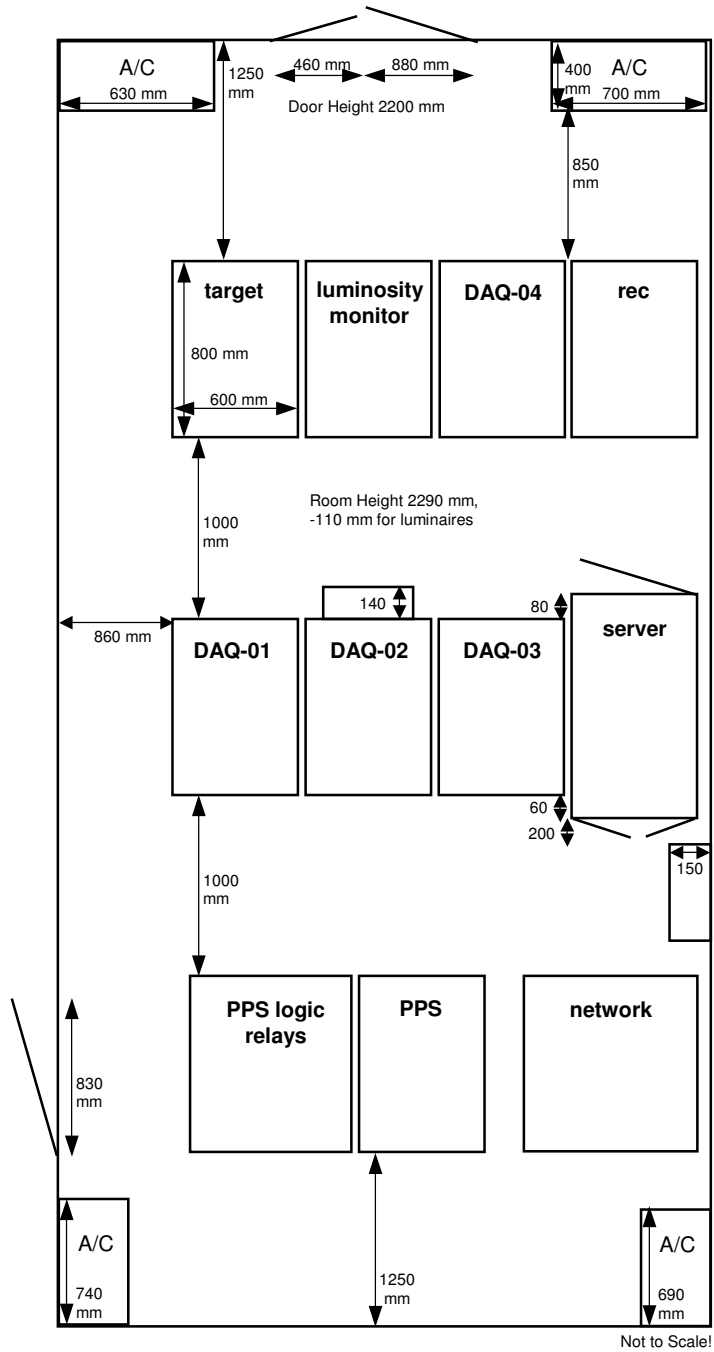 A/C
630 mm
1250
mm
460 mm
880 mm
Door Height 2200 mm
400
mm
A/C
700 mm
850
mm
target
800 mm
600 mm
luminosity
monitor
DAQ-04
rec
1000
mm
Room Height 2290 mm,
-110 mm for luminaires
860 mm
140
80
DAQ-01
DAQ-02
DAQ-03
server
60
200
1000
mm
150
PPS logic
relays
PPS
network
830
mm
A/C
740
mm
1250
mm
A/C
690
mm
Not to Scale!